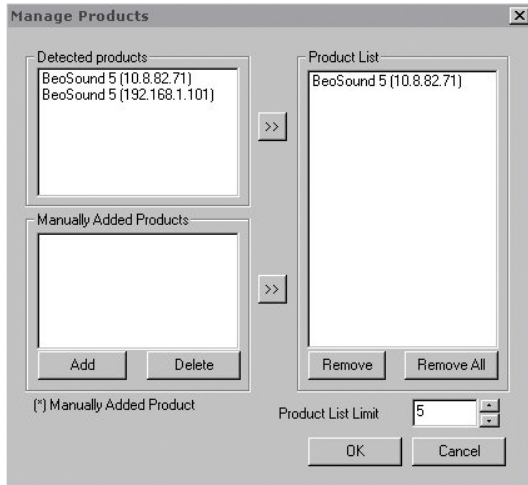 Manage Products
Detected products
BeoSound 5 (10.8.82.71)
BeoSound 5 (192.168.1.101)
>>
Product List
BeoSound 5 (10.8.82.71)
Manually Added Products
>>
Add
Delete
Remove
Remove All
(*) Manually Added Product
Product List Limit
5
OK
Cancel